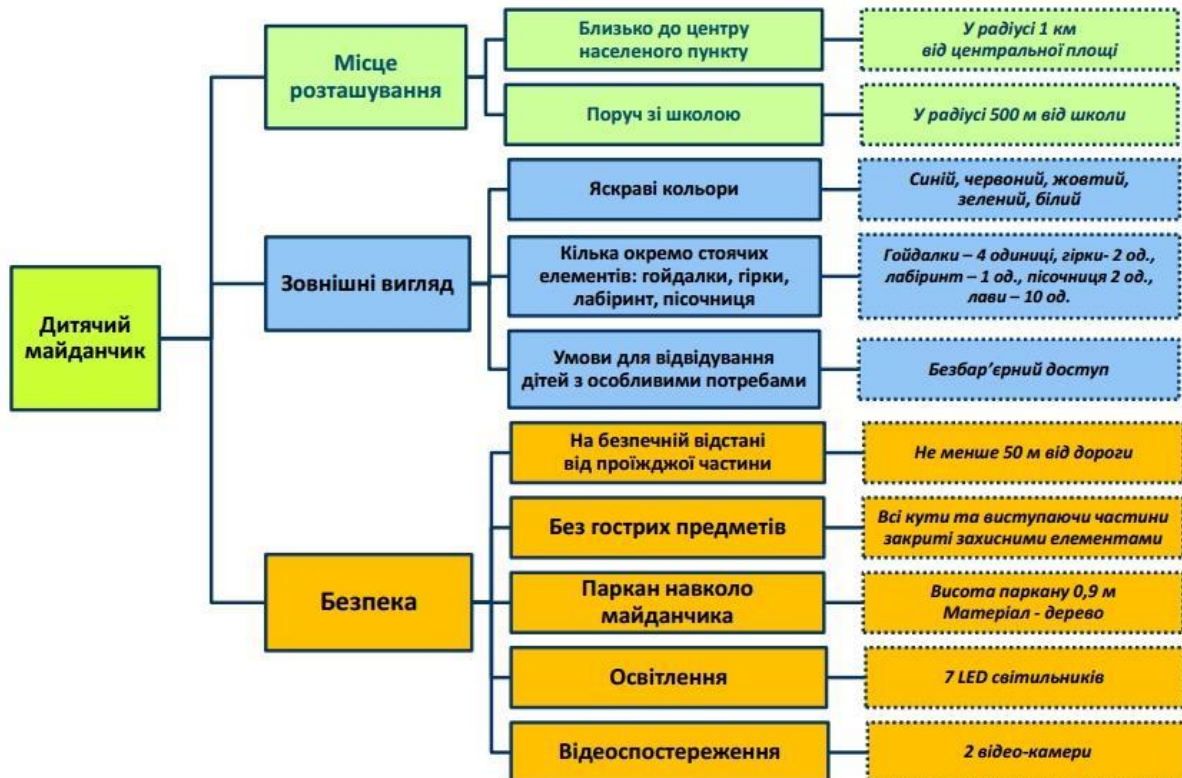 Дитячий
майданчик
Місце
розташування
Близько до центру
населеного пункту
У радіусі 1 км
від центральної площі
Поруч зі школою
У радіусі 500 м від школи
Зовнішні вигляд
Яскраві кольори
Синій, червоний, жовтий,
зелений, білий
Кілька окремо стоячих
елементів: гойдалки, гірки,
лабіринт, пісочниця
Гойдалки – 4 одиниці, гірки- 2 од.,
лабіринт – 1 од., пісочниця 2 од.,
лави – 10 од.
Умови для відвідування
дітей з особливими потребами
Безбар’єрний доступ
Безпека
На безпечній відстані
від проїжджої частини
Не менше 50 м від дороги
Без гострих предметів
Всі кути та виступаючи частини
закриті захисними елементами
Паркан навколо
майданчика
Висота паркану 0,9 м
Матеріал - дерево
Освітлення
7 LED світильників
Відеоспостереження
2 відео-камери